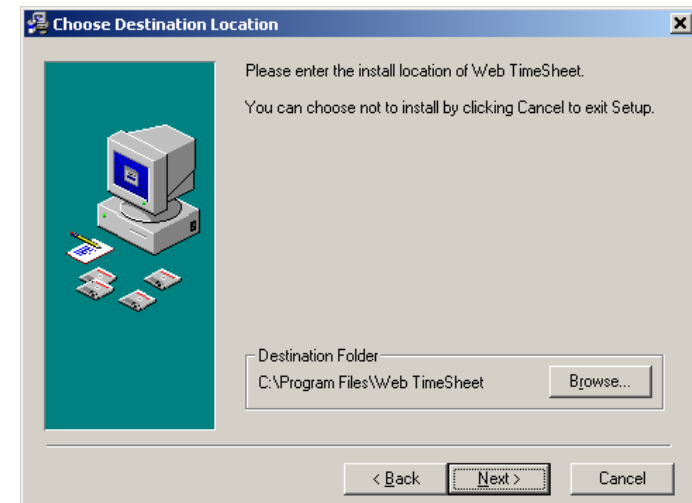 Choose Destination Location
Please enter the install location of Web TimeSheet.
You can choose not to install by clicking Cancel to exit Setup.
Destination Folder
C:\Program Files\Web TimeSheet
Browse...
< Back
Next >
Cancel